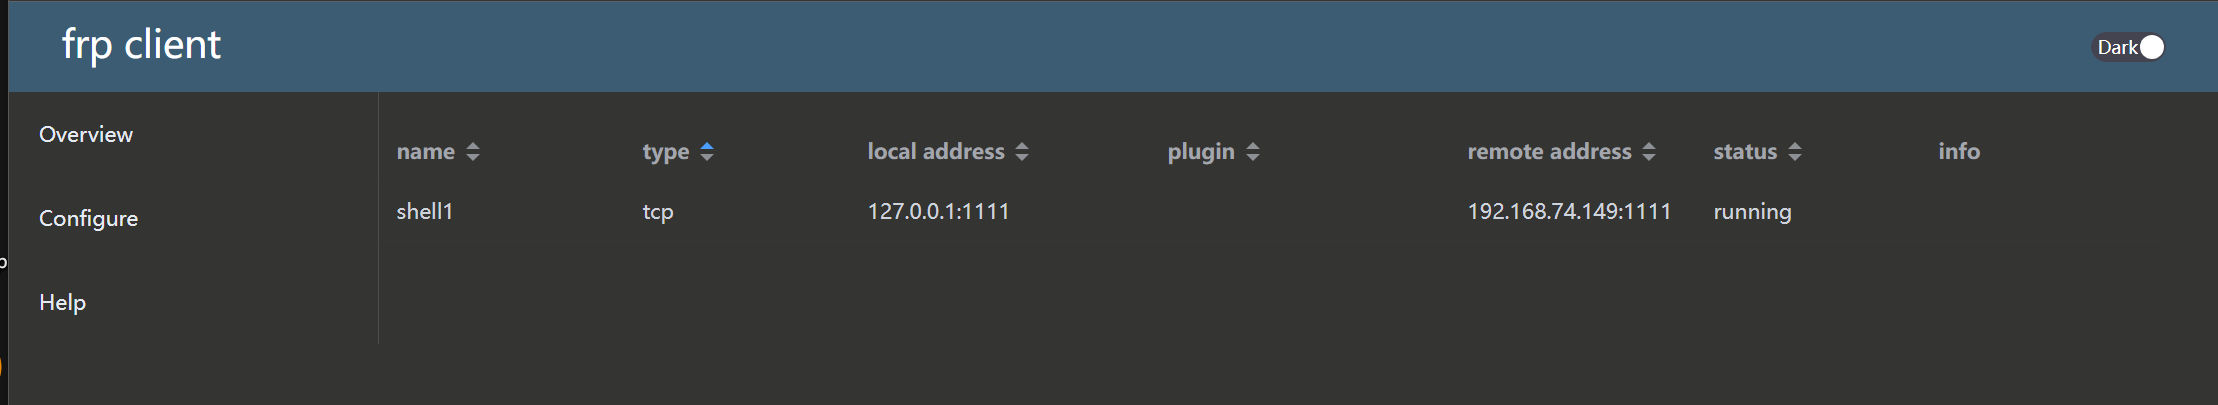 frp client
Dark
Overview
Configure
Help
name type local address plugin remote address status info
shell1 tcp 127.0.0.1:1111 192.168.74.149:1111 running